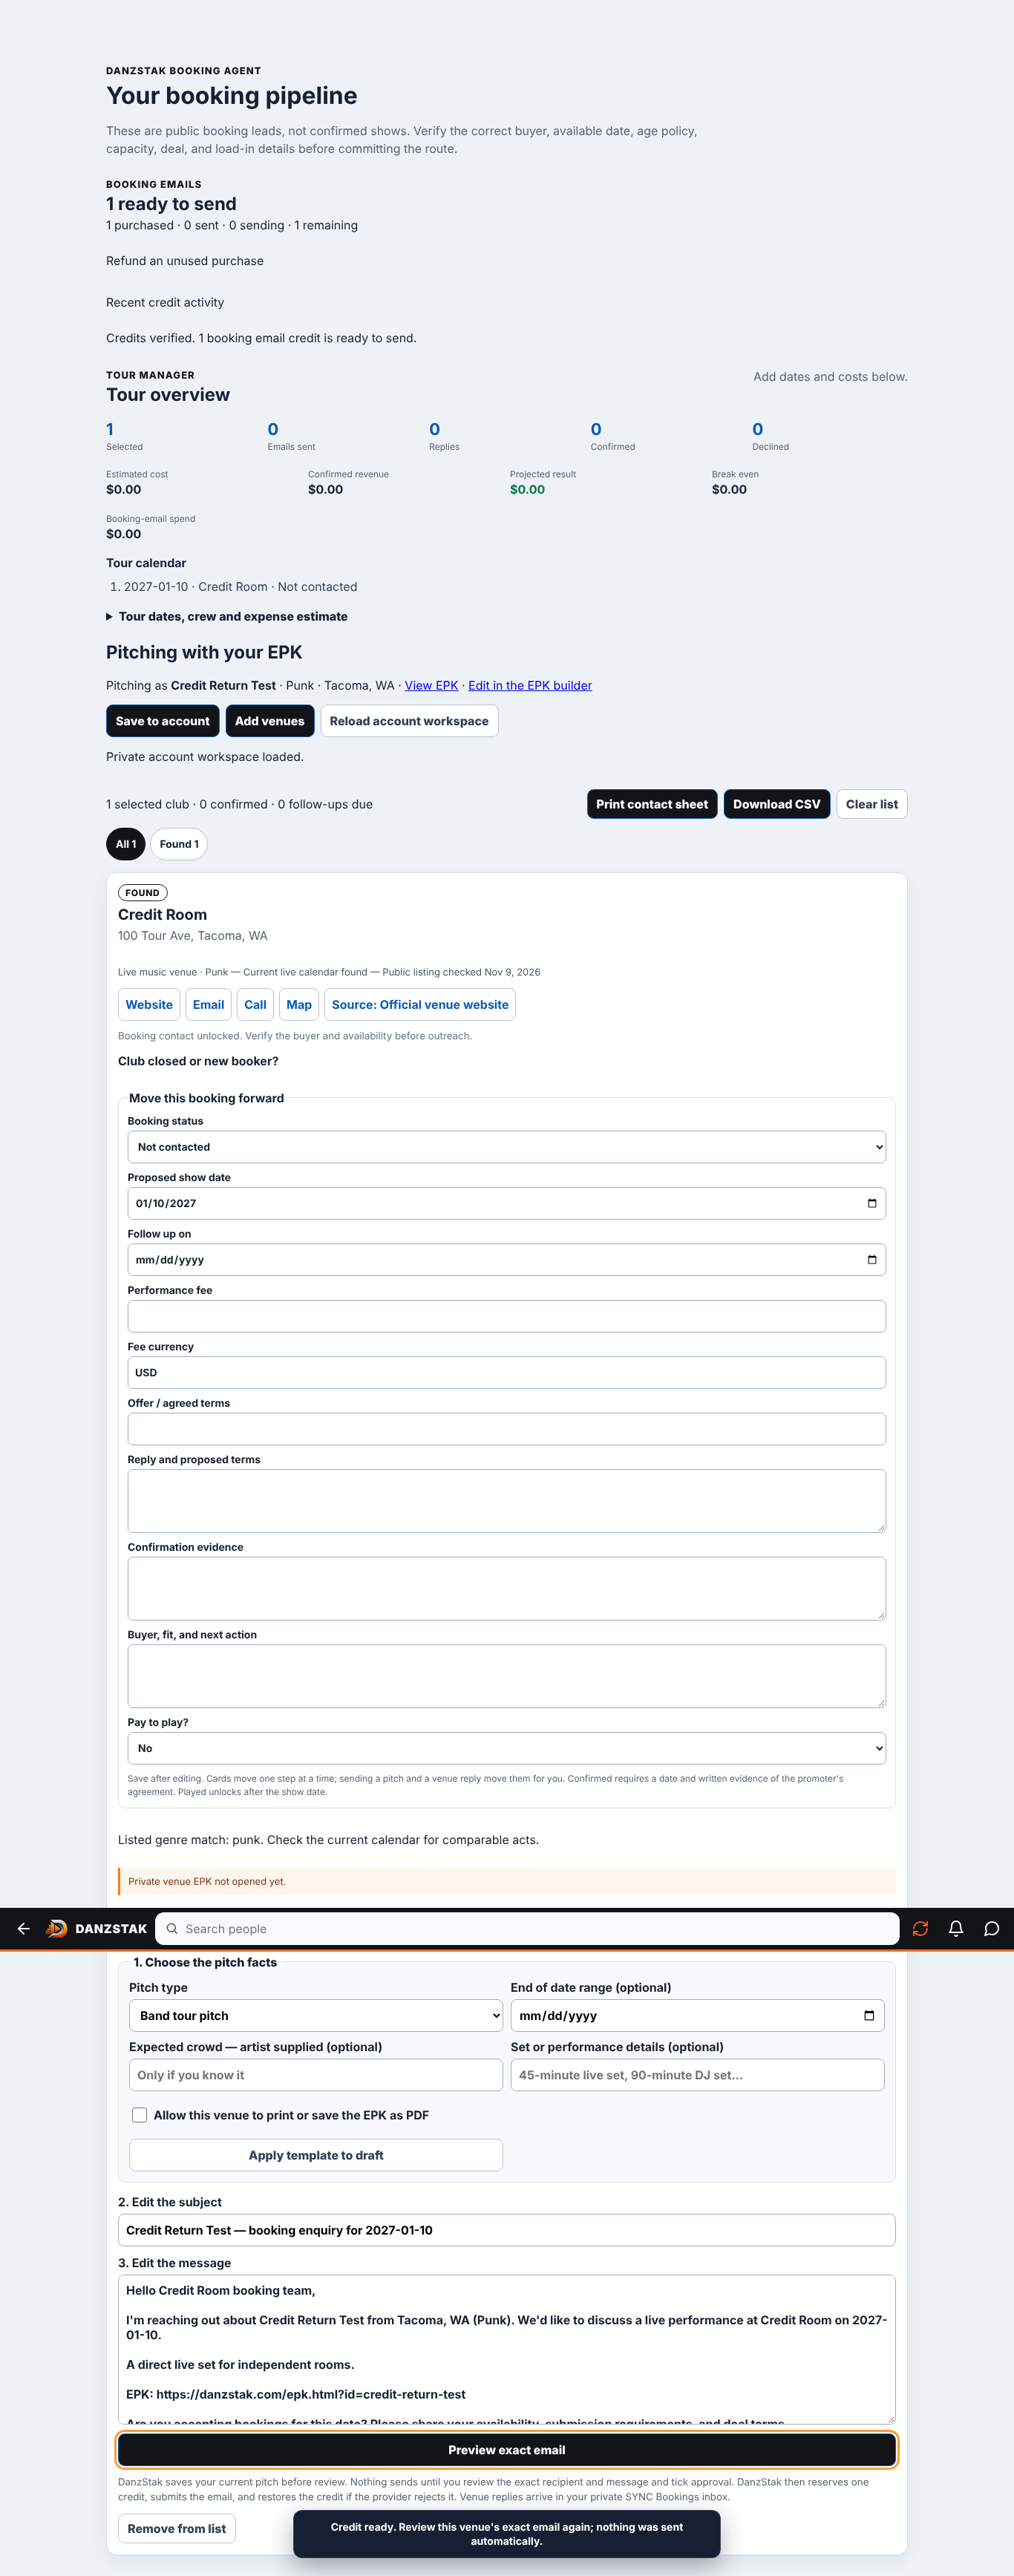 DANZSTAK BOOKING AGENT
Your booking pipeline
These are public booking leads, not confirmed shows. Verify the correct buyer, available date, age policy,
capacity, deal, and load-in details before committing the route.
BOOKING EMAILS
1 ready to send
1 purchased · 0 sent · 0 sending · 1 remaining
Refund an unused purchase
Recent credit activity
Credits verified. 1 booking email credit is ready to send.
TOUR MANAGER
Tour overview
Add dates and costs below.
1 0 0 0 0
Selected Emails sent Replies Confirmed Declined
Estimated cost Confirmed revenue Projected result Break even
$0.00 $0.00 $0.00 $0.00
Booking-email spend
$0.00
Tour calendar
1. 2027-01-10 · Credit Room · Not contacted
Tour dates, crew and expense estimate
Pitching with your EPK
Pitching as Credit Return Test · Punk · Tacoma, WA · View EPK · Edit in the EPK builder
Save to account Add venues Reload account workspace
Private account workspace loaded.
1 selected club · 0 confirmed · 0 follow-ups due Print contact sheet Download CSV Clear list
All 1 Found 1
FOUND
Credit Room
100 Tour Ave, Tacoma, WA
Live music venue · Punk — Current live calendar found — Public listing checked Nov 9, 2026
Website Email Call Map Source: Official venue website
Booking contact unlocked. Verify the buyer and availability before outreach.
Club closed or new booker?
Move this booking forward
Booking status
Not contacted
Proposed show date
01/10/2027
Follow up on
mm/dd/yyyy
Performance fee
Fee currency
USD
Offer / agreed terms
Reply and proposed terms
Confirmation evidence
Buyer, fit, and next action
Pay to play?
No
Save after editing. Cards move one step at a time; sending a pitch and a venue reply move them for you. Confirmed requires a date and written evidence of the promoter's
agreement. Played unlocks after the show date.
Listed genre match: punk. Check the current calendar for comparable acts.
Private venue EPK not opened yet.
DANZSTAK Search people
1. Choose the pitch facts
Pitch type End of date range (optional)
Band tour pitch mm/dd/yyyy
Expected crowd — artist supplied (optional) Set or performance details (optional)
Only if you know it 45-minute live set, 90-minute DJ set...
Allow this venue to print or save the EPK as PDF
Apply template to draft
2. Edit the subject
Credit Return Test — booking enquiry for 2027-01-10
3. Edit the message
Hello Credit Room booking team,
I'm reaching out about Credit Return Test from Tacoma, WA (Punk). We'd like to discuss a live performance at Credit Room on 2027-
01-10.
A direct live set for independent rooms.
EPK: https://danzstak.com/epk.html?id=credit-return-test
Are you accepting bookings for this date? Please share your availability, submission requirements, and deal terms.
Preview exact email
DanzStak saves your current pitch before review. Nothing sends until you review the exact recipient and message and tick approval. DanzStak then reserves one
credit, submits the email, and restores the credit if the provider rejects it. Venue replies arrive in your private SYNC Bookings inbox.
Remove from list
Credit ready. Review this venue's exact email again; nothing was sent
automatically.